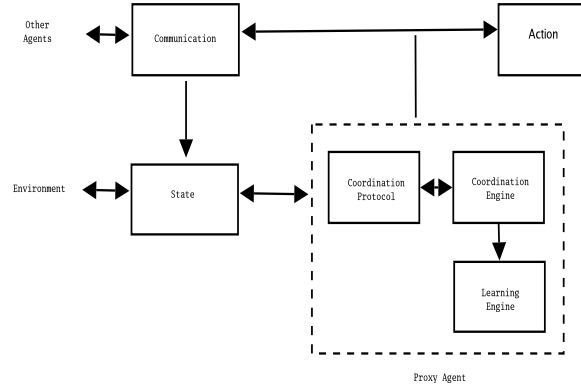 Other
Agents
Communication
Action
Environment
State
Coordination
Protocol
Coordination
Engine
Learning
Engine
Proxy Agent